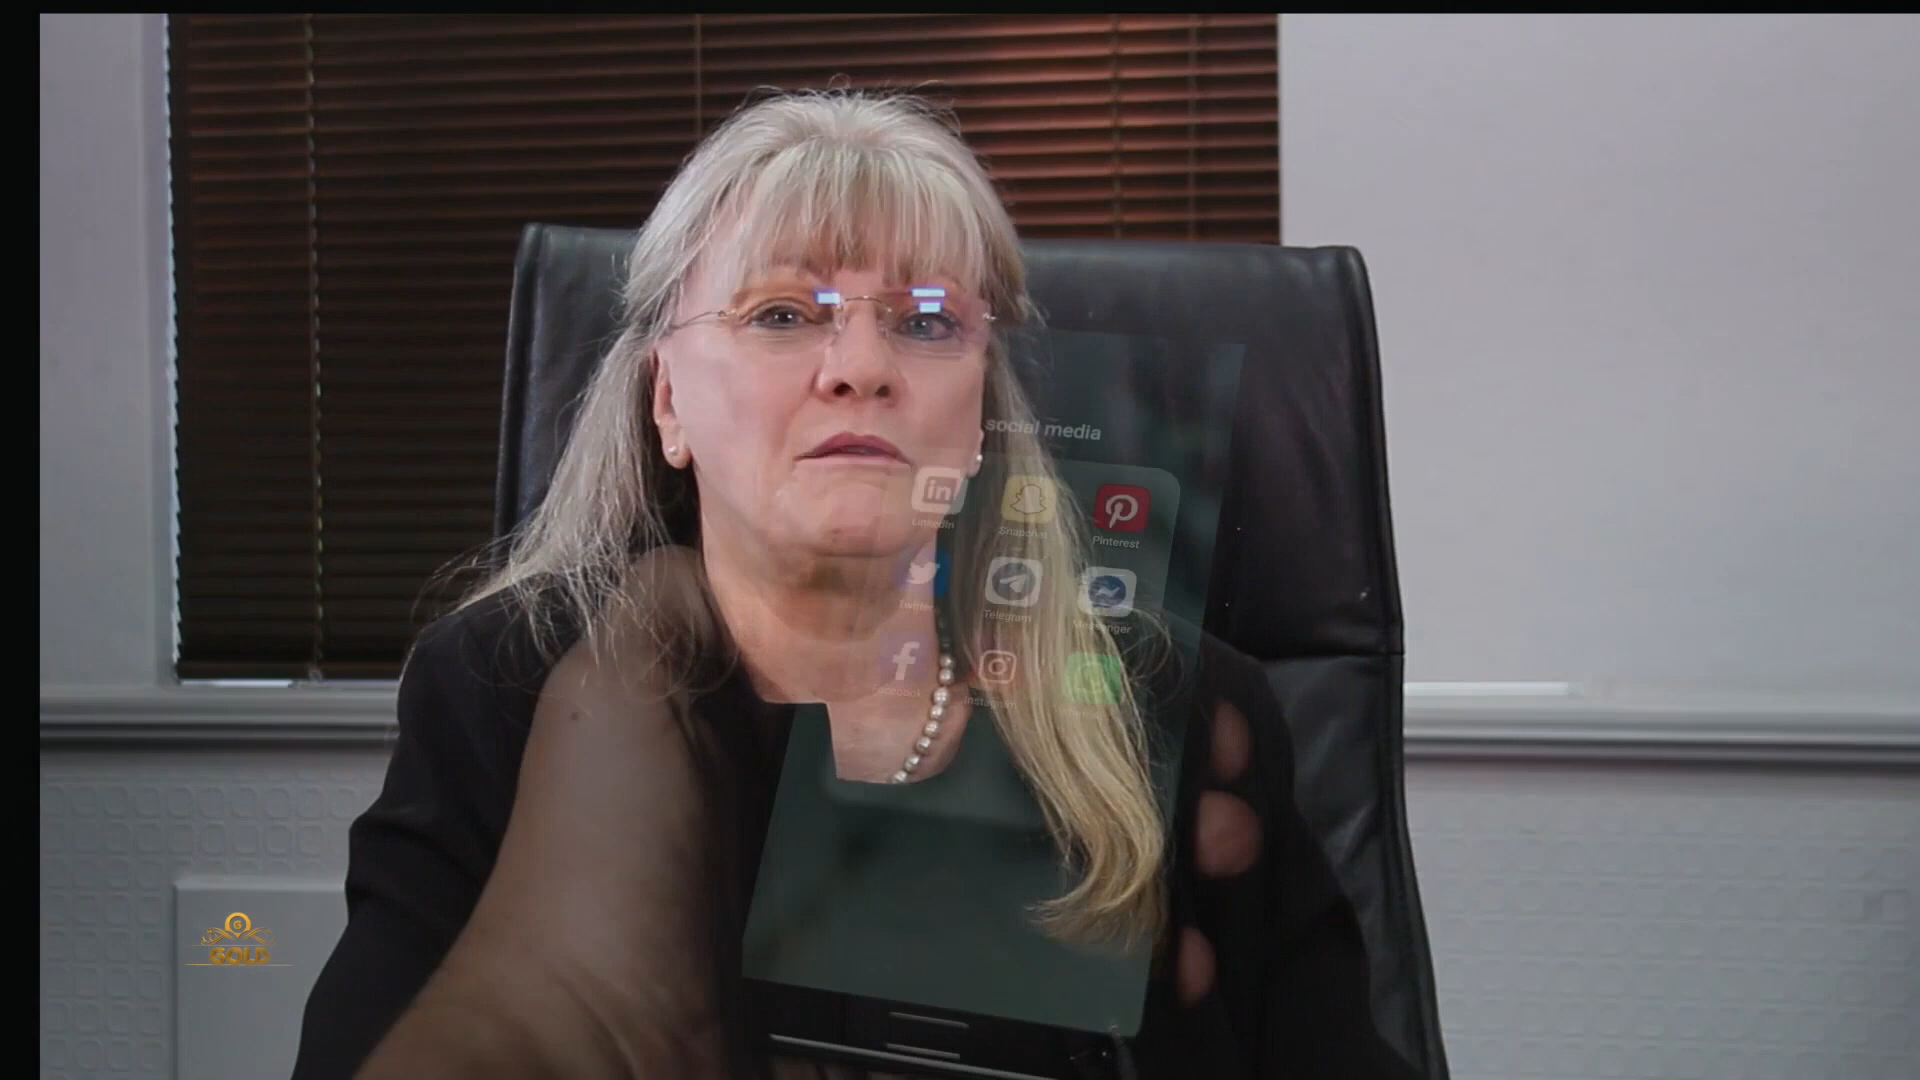 social media
LinkedIn
Snapchat
Pinterest
Twitter
Telegram
Messenger
Facebook
Instagram
G
GOLD